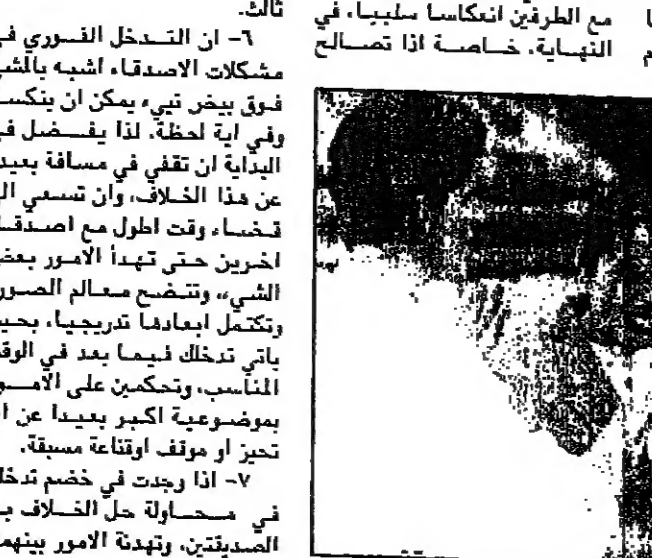 مع الطرفين انعكاسا سلبيا، في
النهاية، خاصة اذا تصالح
ثالث.
٦- ان التدخل الفوري في
مشكلات الاصدقاء اشبه بالمشي
فوق بيض نيء يمكن ان ينكسر
وفي اية لحظة، لذا يفضل في
البداية ان تقفي في مسافة بعيدة
عن هذا الخلاف، وان تسعي الى
قضاء وقت اطول مع اصدقاء
اخرين حتى تهدأ الامور بعض
الشيء، وتتضح معالم الصورة
وتكتمل ابعادها تدريجيا، بحيث
ياتي تدخلك فيما بعد في الوقت
المناسب، وتحكمين على الامور
بموضوعية اكبر بعيدا عن اي
تحيز او موقف اوقناعة مسبقة.
٧- اذا وجدت في خضم تدخلك
في محاولة حل الخلاف بين
الصديقتين، وتهدئة الامور بينهما